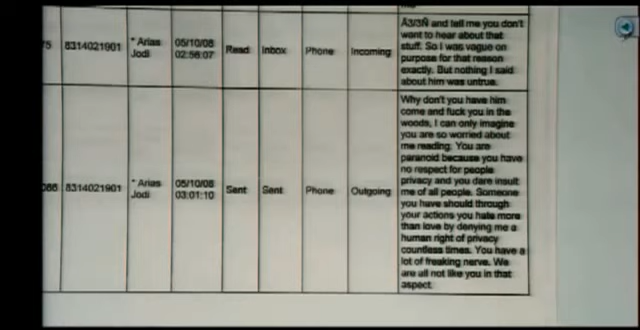 A3/3Ñ and tell me you don't
want to hear about that
stuff. So I was vague on
purpose for that reason
exactly. But nothing I said
about him was untrue.
75 8314021901 * Arias Jodi 05/10/08 02:56:07 Read Inbox Phone Incoming
Why don't you have him
come and fuck you in the
woods, I can only imagine
you are so worried about
me reading. You are
paranoid because you have
no respect for people
privacy and you dare insult
me of all people. Someone
you have should through
your actions you hate more
than love by denying me a
human right of privacy
countless times. You have a
lot of freaking nerve. We
are all not like you in that
aspect.
086 8314021901 * Arias Jodi 05/10/08 03:01:10 Sent Sent Phone Outgoing